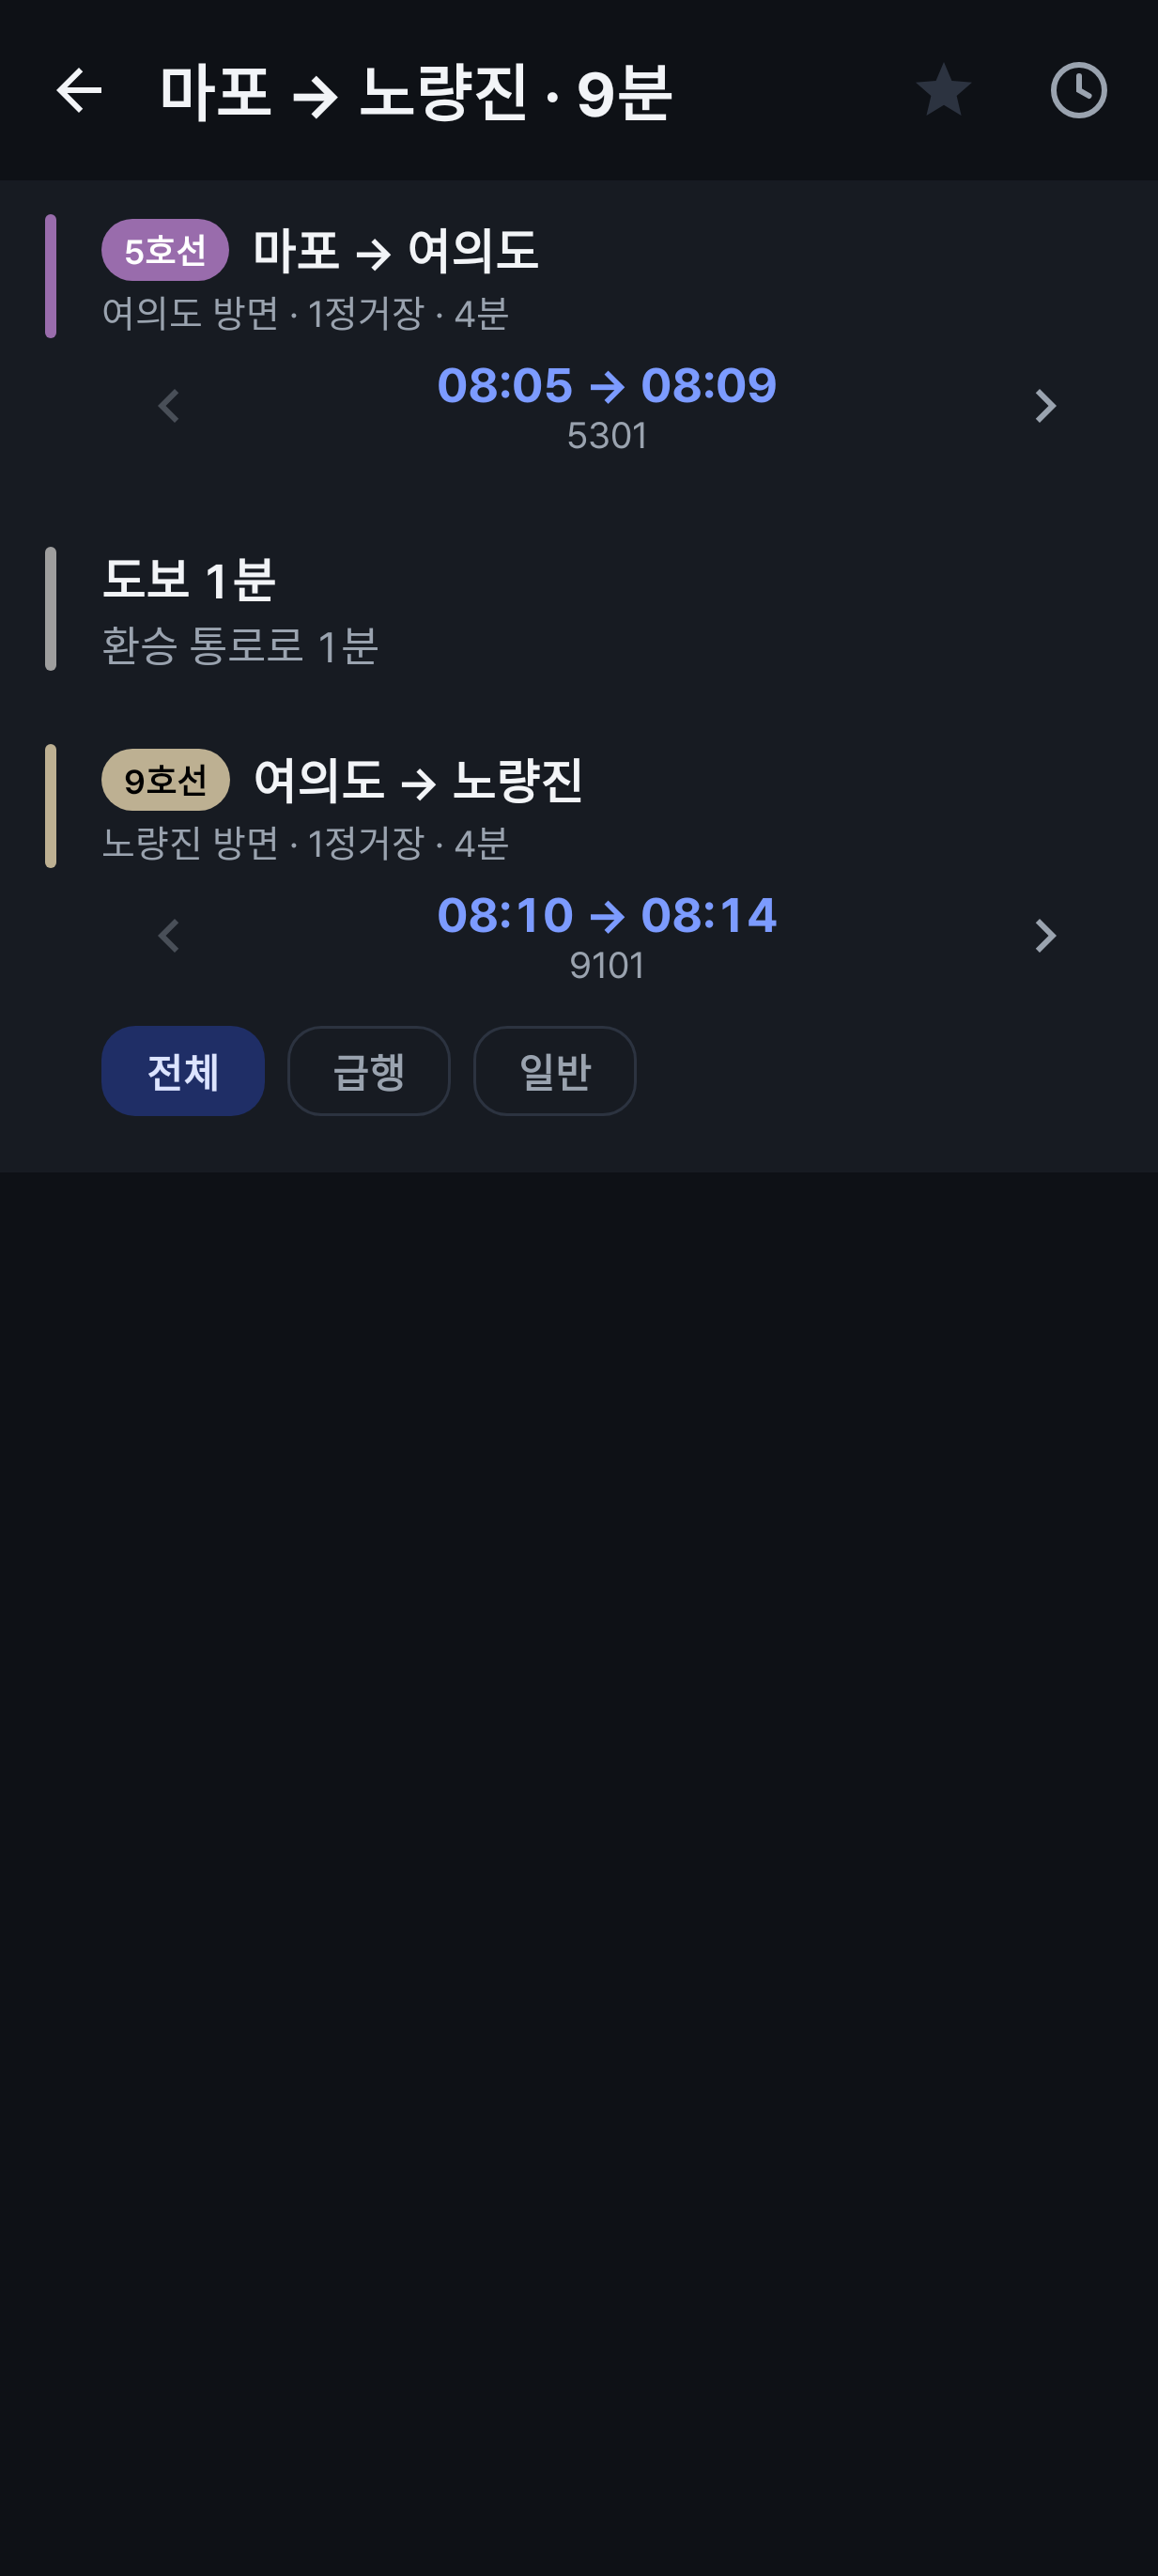 마포 → 노량진 · 9분
5호선 마포 → 여의도
여의도 방면 · 1정거장 · 4분
08:05 → 08:09
5301
도보 1분
환승 통로로 1분
9호선 여의도 → 노량진
노량진 방면 · 1정거장 · 4분
08:10 → 08:14
9101
전체 급행 일반